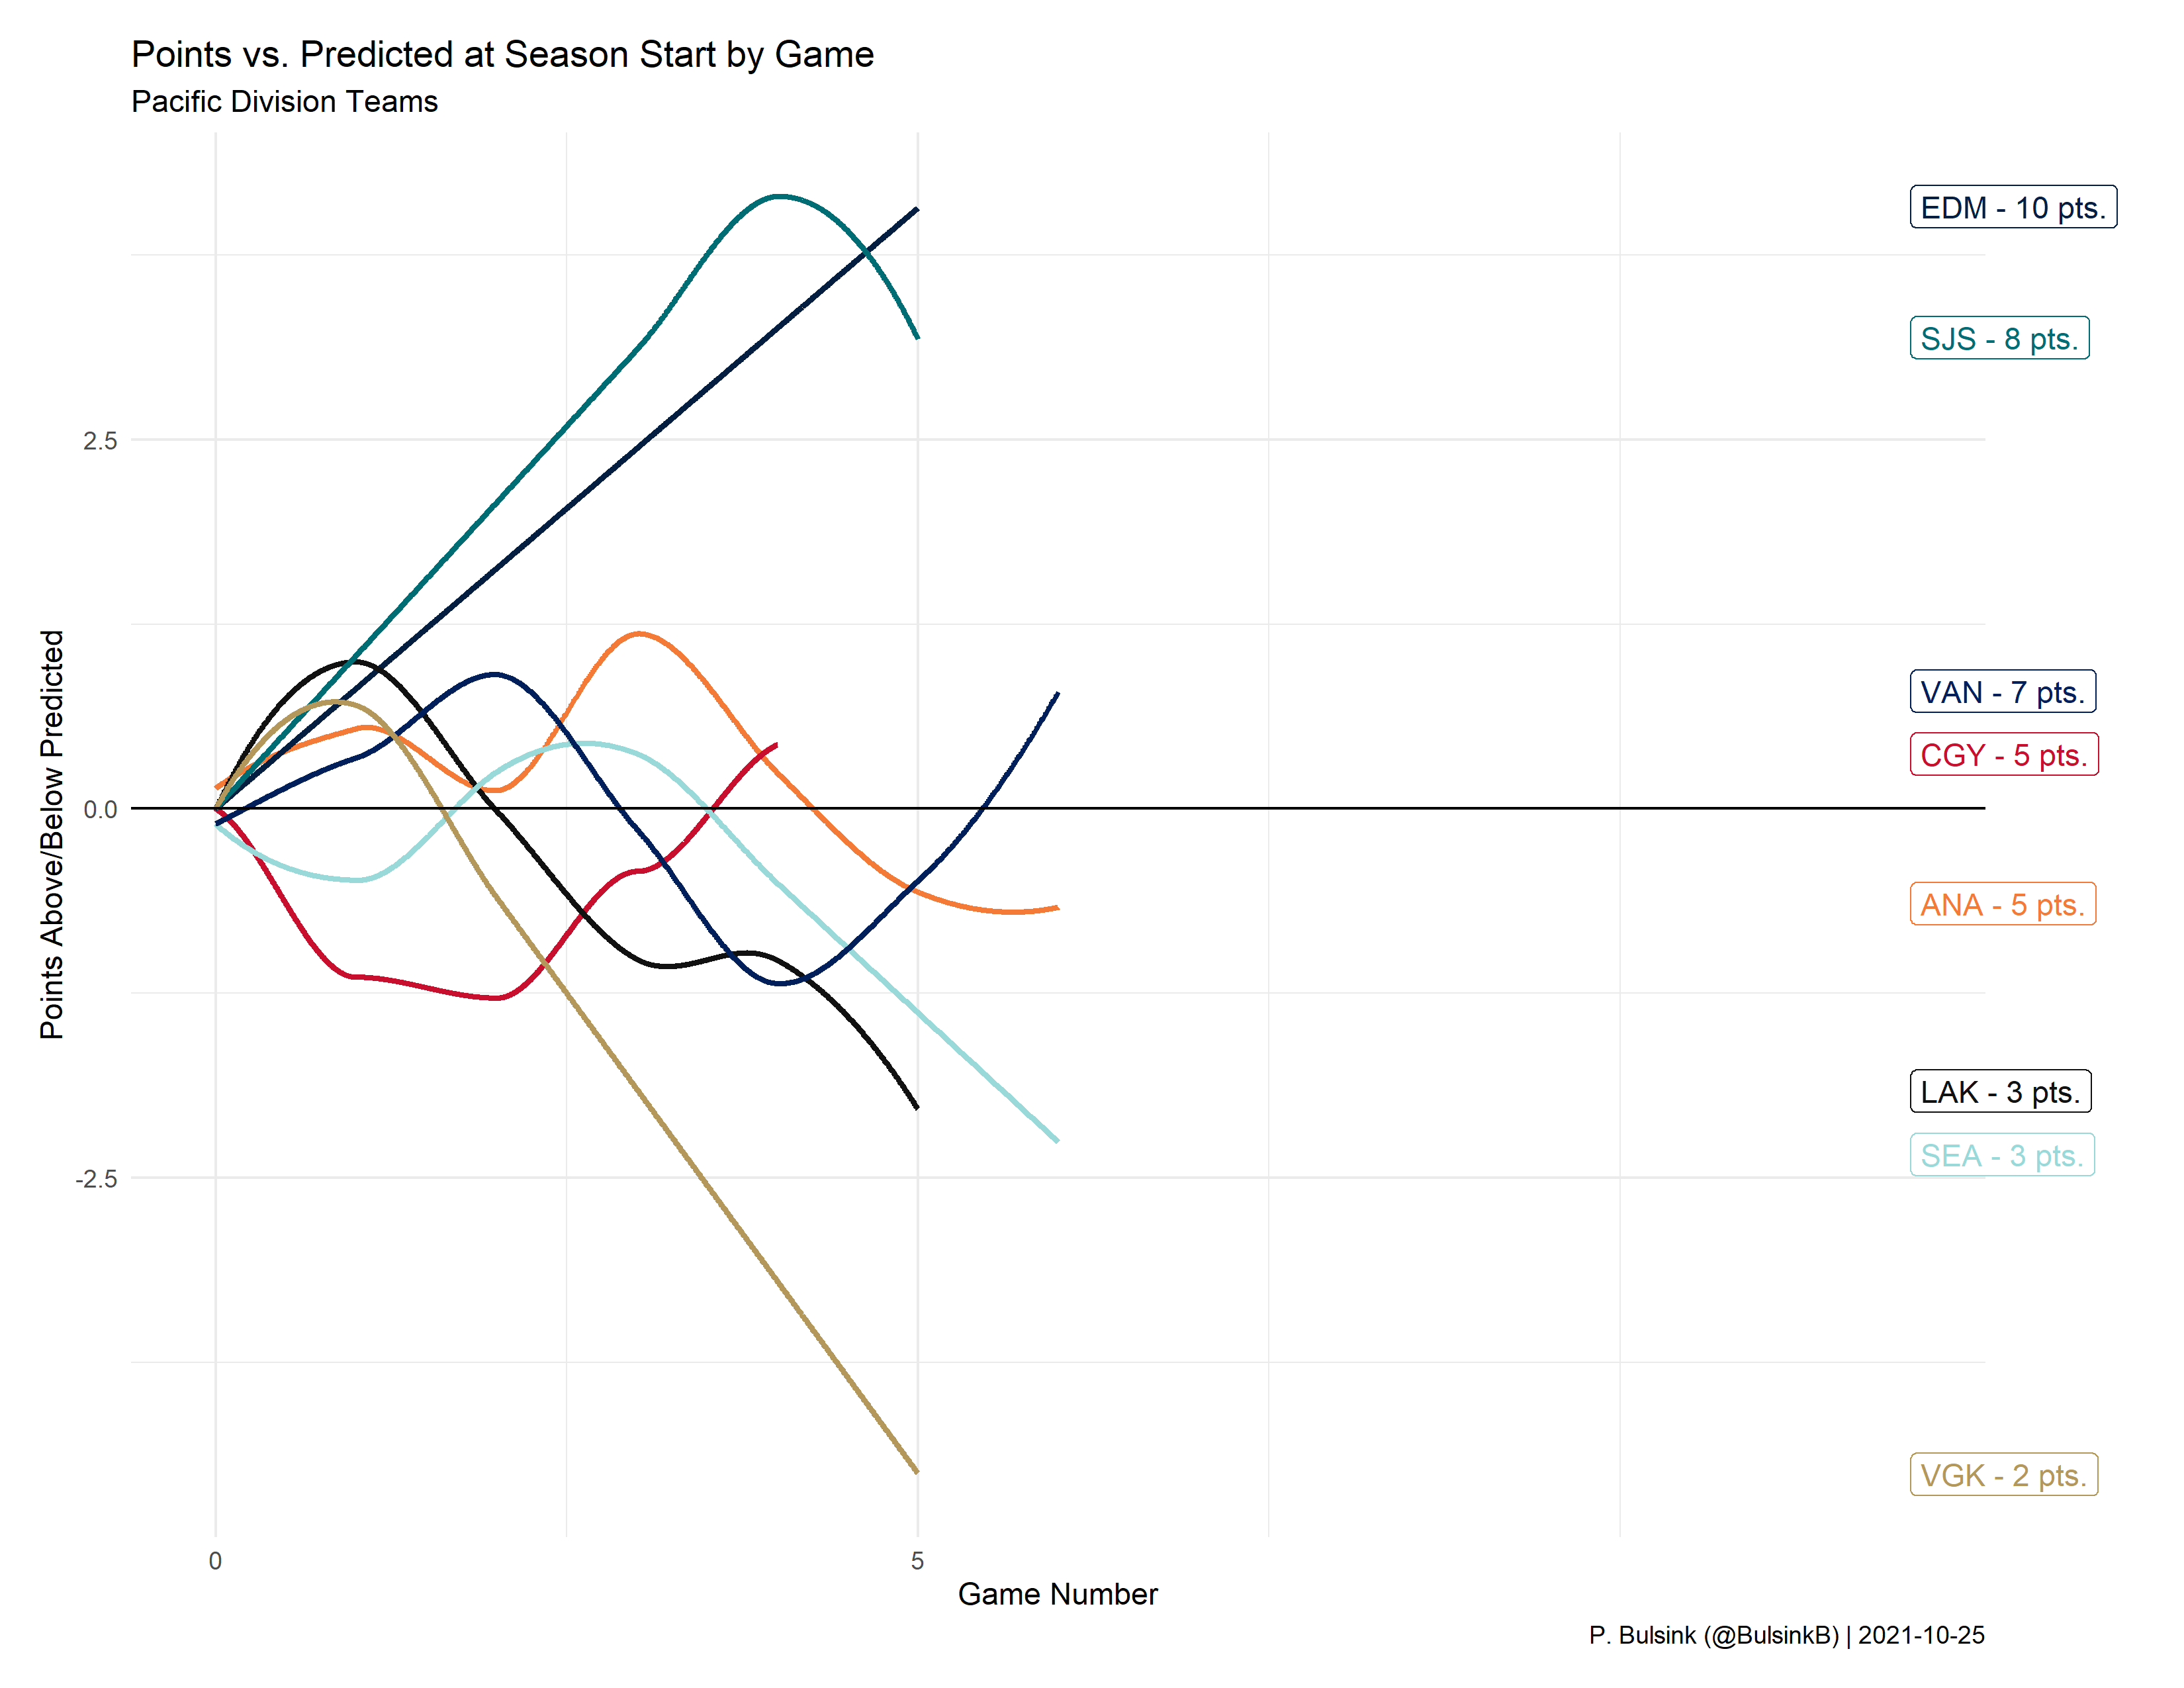 Points vs. Predicted at Season Start by Game
Pacific Division Teams
Points Above/Below Predicted
2.5
0.0
-2.5
EDM - 10 pts.
SJS - 8 pts.
VAN - 7 pts.
CGY - 5 pts.
ANA - 5 pts.
LAK - 3 pts.
SEA - 3 pts.
VGK - 2 pts.
0
5
Game Number
P. Bulsink (@BulsinkB) | 2021-10-25